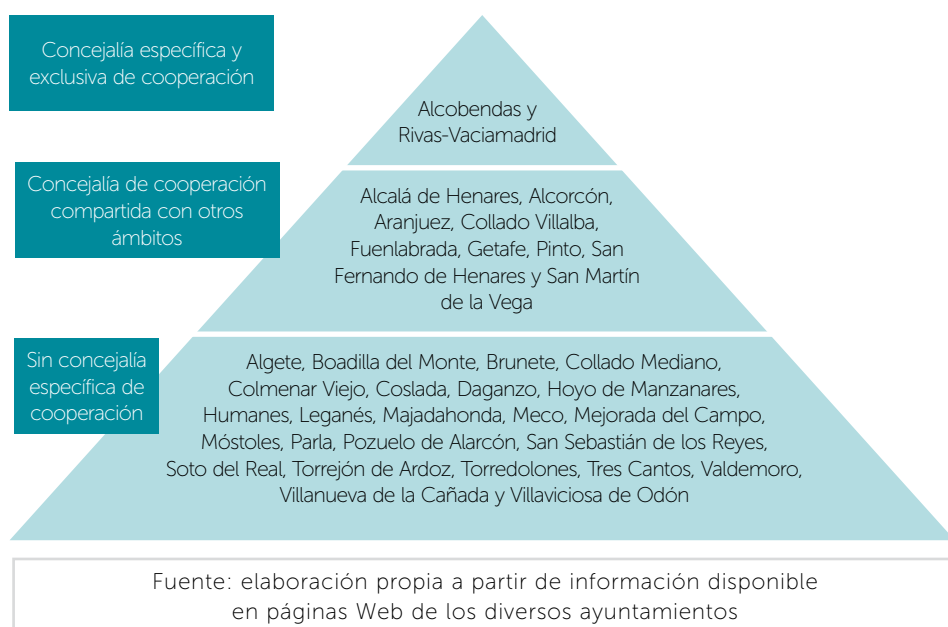 Concejalía específica y
exclusiva de cooperación
Alcobendas y
Rivas-Vaciamadrid
Concejalía de cooperación
compartida con otros
ámbitos
Alcalá de Henares, Alcorcón,
Aranjuez, Collado Villalba,
Fuenlabrada, Getafe, Pinto, San
Fernando de Henares y San Martín
de la Vega
Sin concejalía
específica de
cooperación
Algete, Boadilla del Monte, Brunete, Collado Mediano,
Colmenar Viejo, Coslada, Daganzo, Hoyo de Manzanares,
Humanes, Leganés, Majadahonda, Meco, Mejorada del Campo,
Móstoles, Parla, Pozuelo de Alarcón, San Sebastián de los Reyes,
Soto del Real, Torrejón de Ardoz, Torredolones, Tres Cantos, Valdemoro,
Villanueva de la Cañada y Villaviciosa de Odón
Fuente: elaboración propia a partir de información disponible
en páginas Web de los diversos ayuntamientos